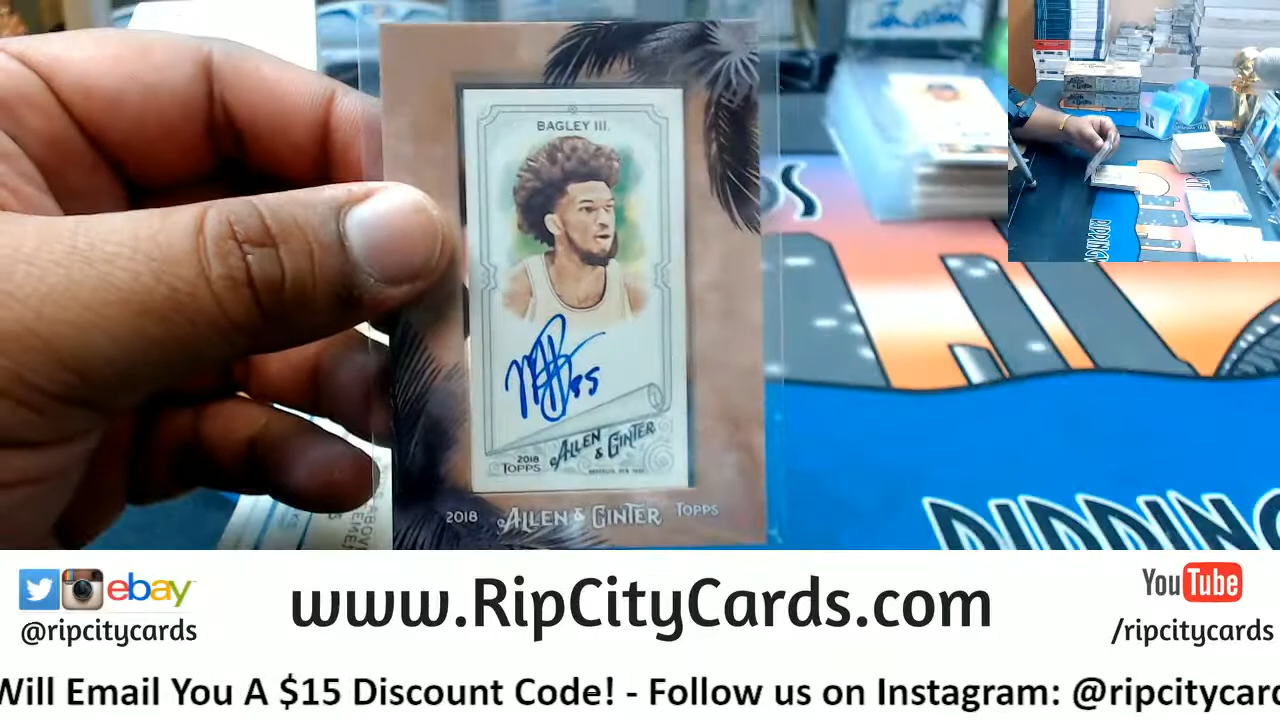 BAGLEY III.
2018
TOPPS
ALLEN & GINTER
2018 ALLEN & GINTER TOPPS
ebay
@ripcitycards
www.RipCityCards.com
YouTube
/ripcitycards
Will Email You A $15 Discount Code! - Follow us on Instagram: @ripcitycard